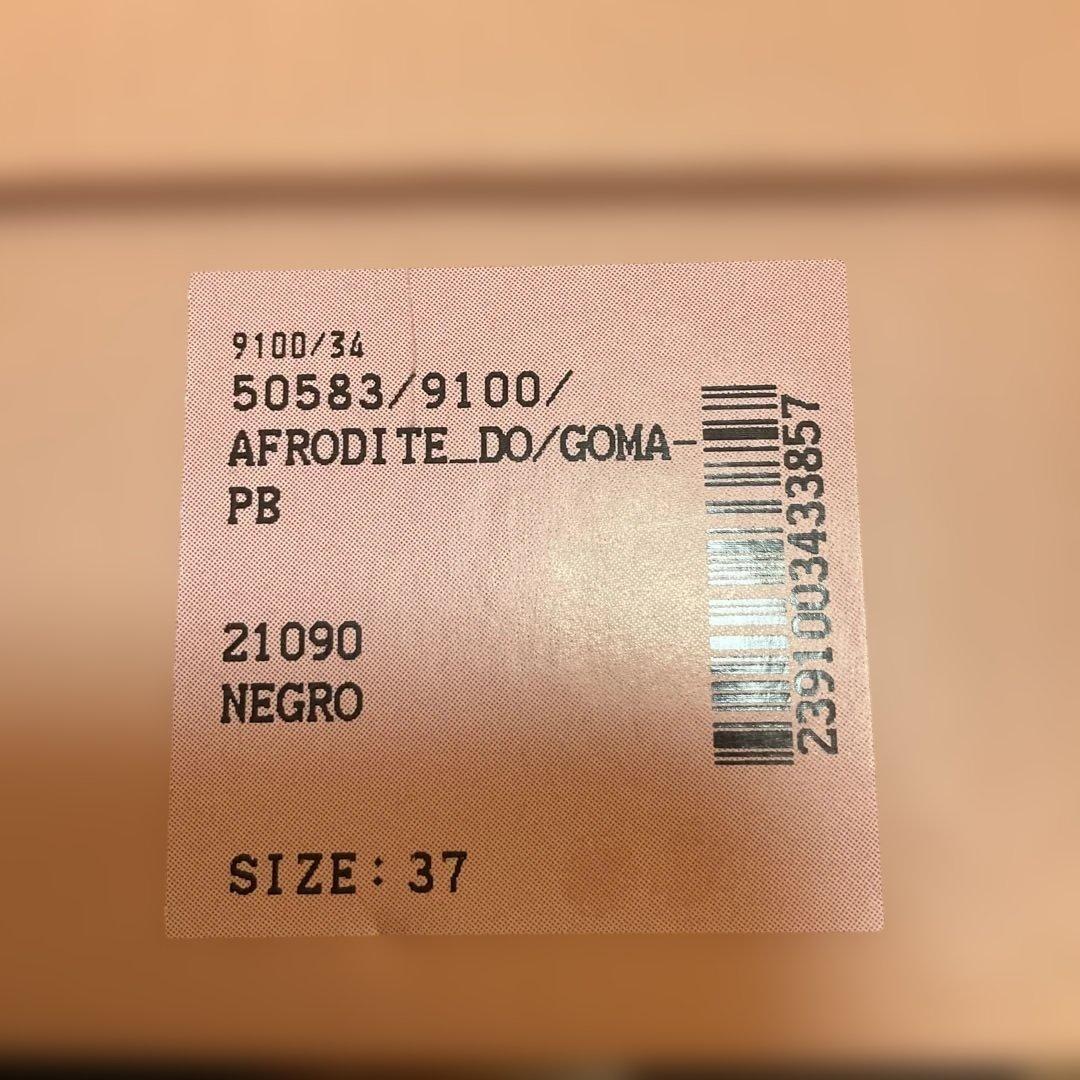 9100/34
50583/9100/
AFRODITE_DO/GOMA-
PB
21090
NEGRO
SIZE: 37
2391003433857